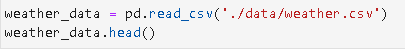 weather_data = pd.read_csv('./data/weather.csv')
weather_data.head()